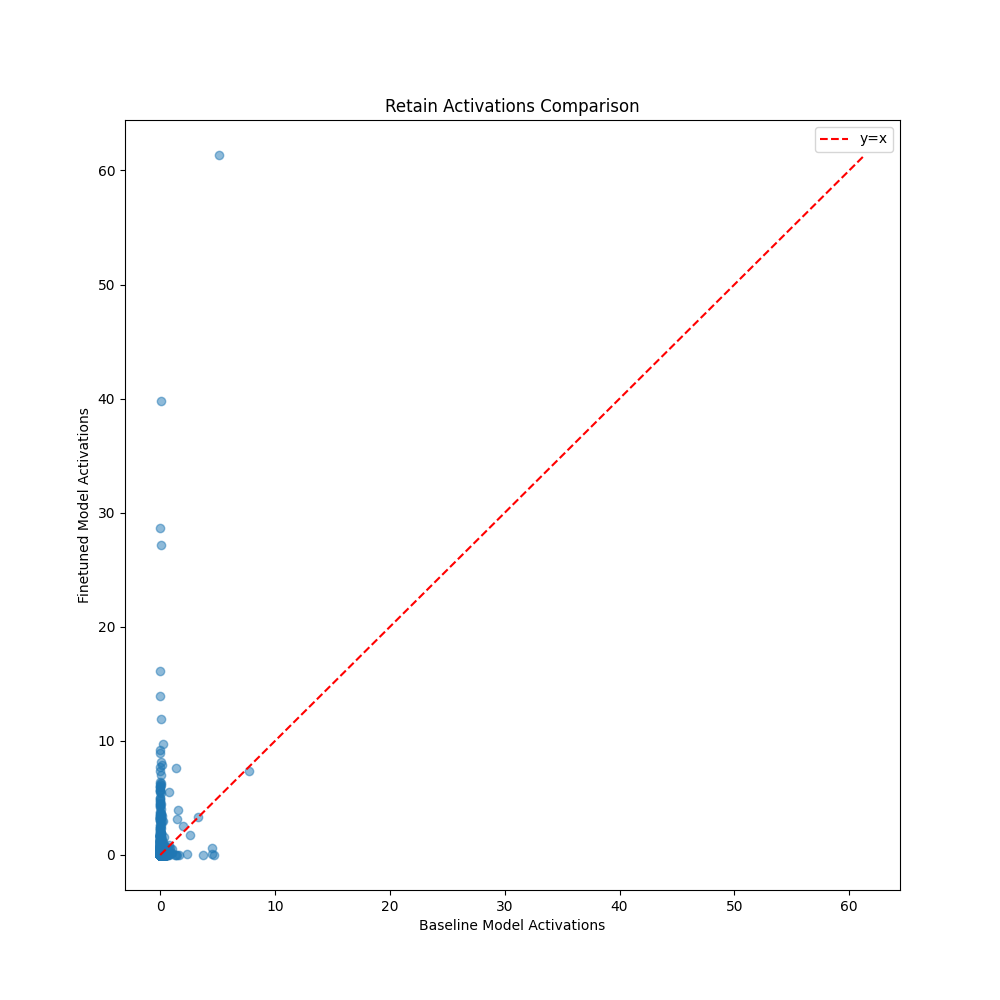 Retain Activations Comparison
y=x
60
50
40
30
20
10
0
Finetuned Model Activations
0 10 20 30 40 50 60
Baseline Model Activations